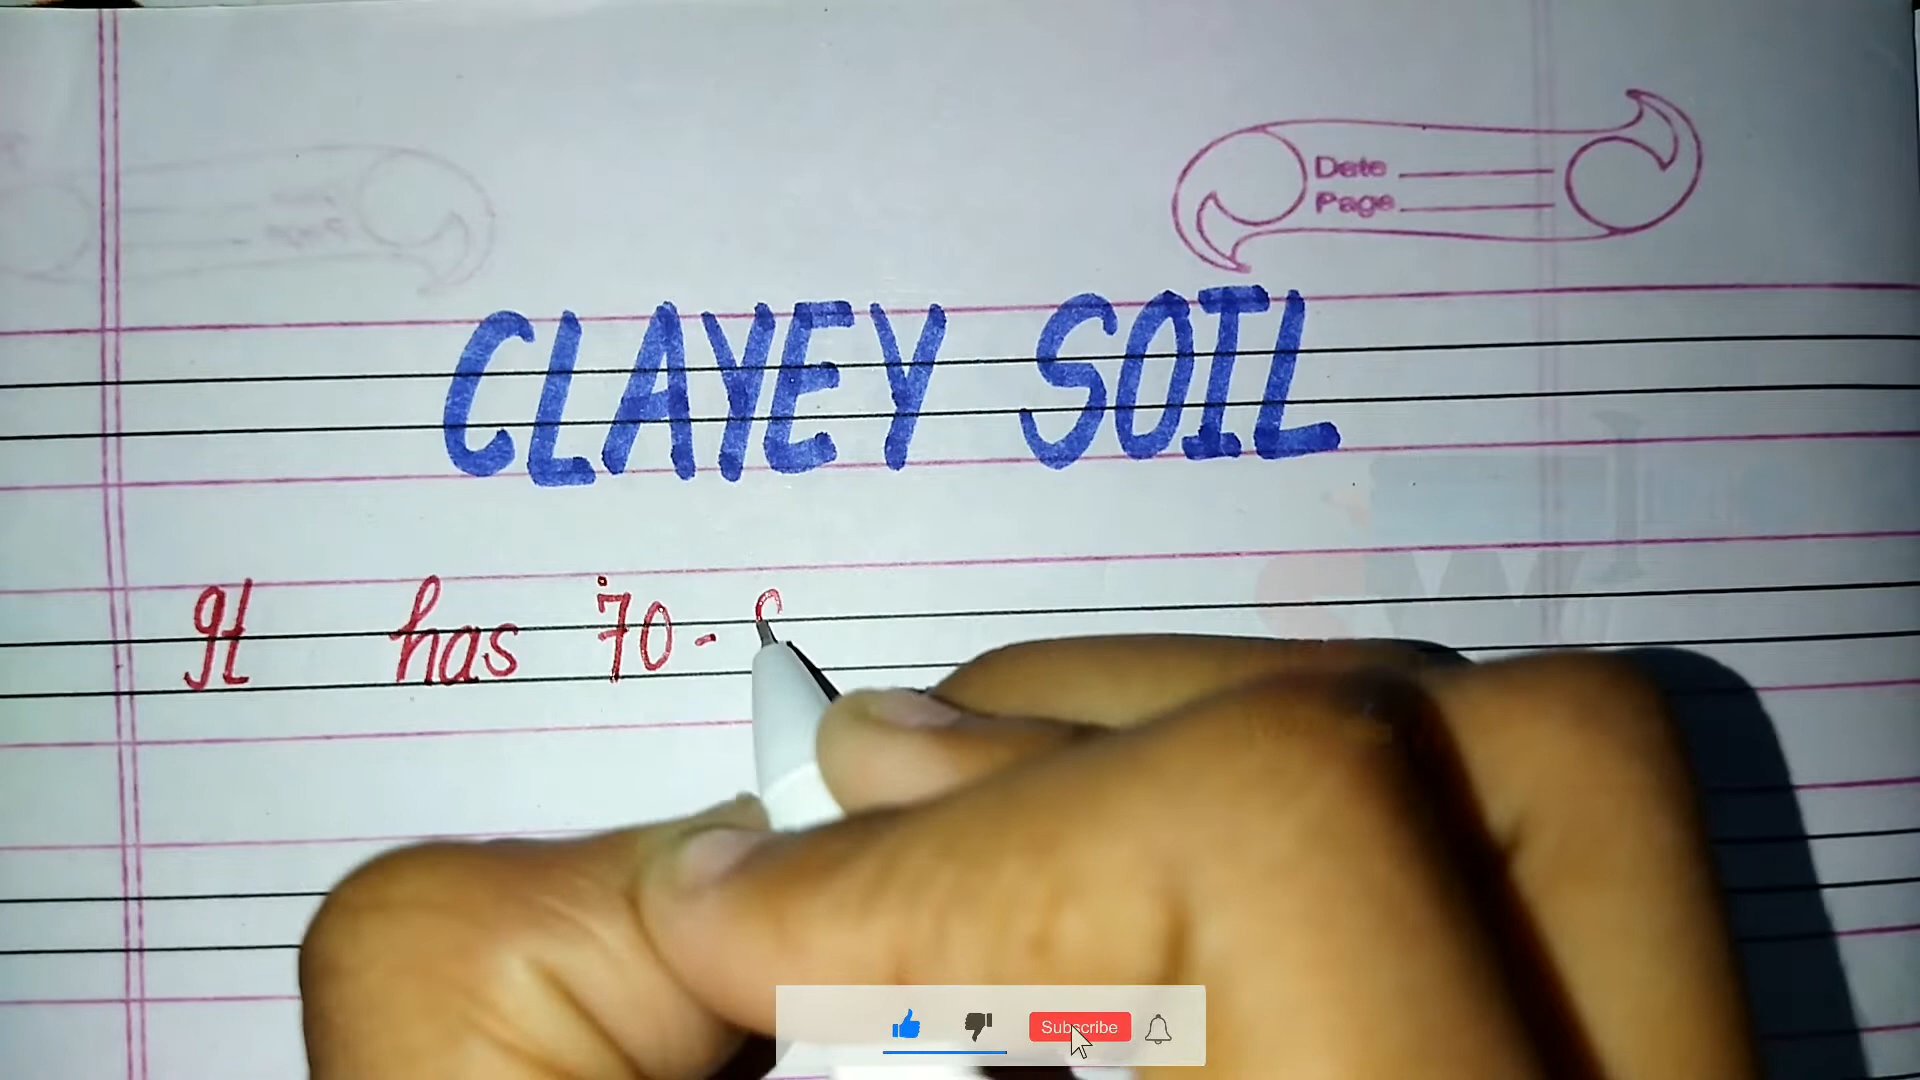 Date
Page
CLAYEY SOIL
It has 70-
Subscribe